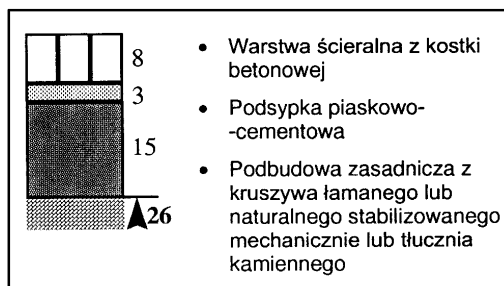 8
3
15
26
• Warstwa ścieralna z kostki
betonowej
• Podsypka piaskowo-
-cementowa
• Podbudowa zasadnicza z
kruszywa łamanego lub
naturalnego stabilizowanego
mechanicznie lub tłucznia
kamiennego